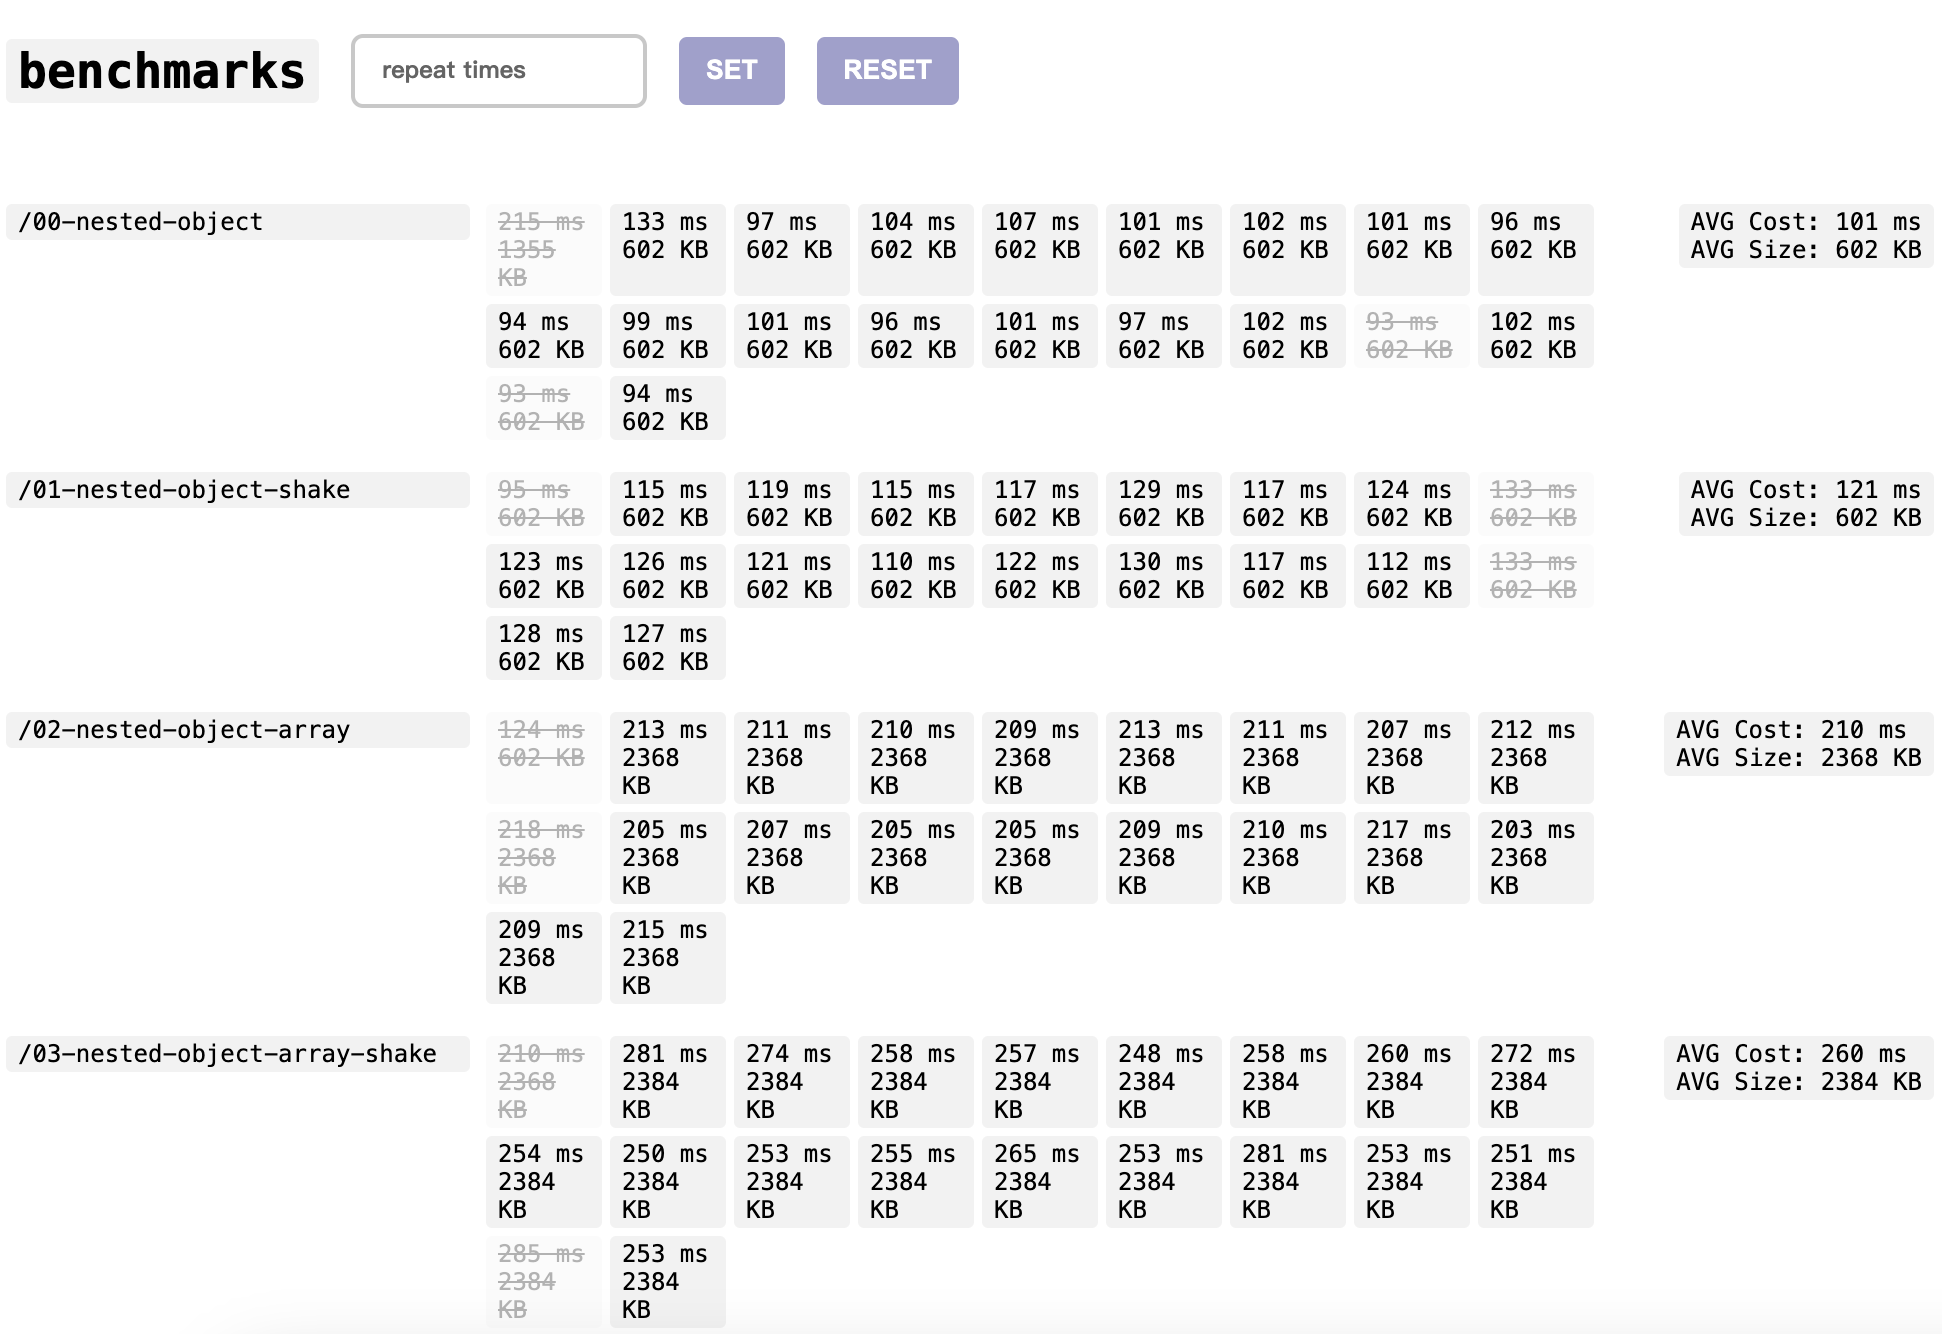 benchmarks
repeat times
SET
RESET
/00-nested-object
215 ms 133 ms 97 ms 104 ms 107 ms 101 ms 102 ms 101 ms 96 ms AVG Cost: 101 ms
1355 602 KB 602 KB 602 KB 602 KB 602 KB 602 KB 602 KB 602 KB AVG Size: 602 KB
KB
94 ms 99 ms 101 ms 96 ms 101 ms 97 ms 102 ms 93 ms 102 ms
602 KB 602 KB 602 KB 602 KB 602 KB 602 KB 602 KB 602 KB 602 KB
93 ms 94 ms
602 KB 602 KB
/01-nested-object-shake
95 ms 115 ms 119 ms 115 ms 117 ms 129 ms 117 ms 124 ms 133 ms AVG Cost: 121 ms
602 KB 602 KB 602 KB 602 KB 602 KB 602 KB 602 KB 602 KB 602 KB AVG Size: 602 KB
123 ms 126 ms 121 ms 110 ms 122 ms 130 ms 117 ms 112 ms 133 ms
602 KB 602 KB 602 KB 602 KB 602 KB 602 KB 602 KB 602 KB 602 KB
128 ms 127 ms
602 KB 602 KB
/02-nested-object-array
124 ms 213 ms 211 ms 210 ms 209 ms 213 ms 211 ms 207 ms 212 ms AVG Cost: 210 ms
602 KB 2368 2368 2368 2368 2368 2368 2368 2368 AVG Size: 2368 KB
KB KB KB KB KB KB KB KB
218 ms 205 ms 207 ms 205 ms 205 ms 209 ms 210 ms 217 ms 203 ms
2368 2368 2368 2368 2368 2368 2368 2368 2368
KB KB KB KB KB KB KB KB KB
209 ms 215 ms
2368 2368
KB KB
/03-nested-object-array-shake
210 ms 281 ms 274 ms 258 ms 257 ms 248 ms 258 ms 260 ms 272 ms AVG Cost: 260 ms
2368 2384 2384 2384 2384 2384 2384 2384 2384 AVG Size: 2384 KB
KB KB KB KB KB KB KB KB KB
254 ms 250 ms 253 ms 255 ms 265 ms 253 ms 281 ms 253 ms 251 ms
2384 2384 2384 2384 2384 2384 2384 2384 2384
KB KB KB KB KB KB KB KB KB
285 ms 253 ms
2384 2384
KB KB